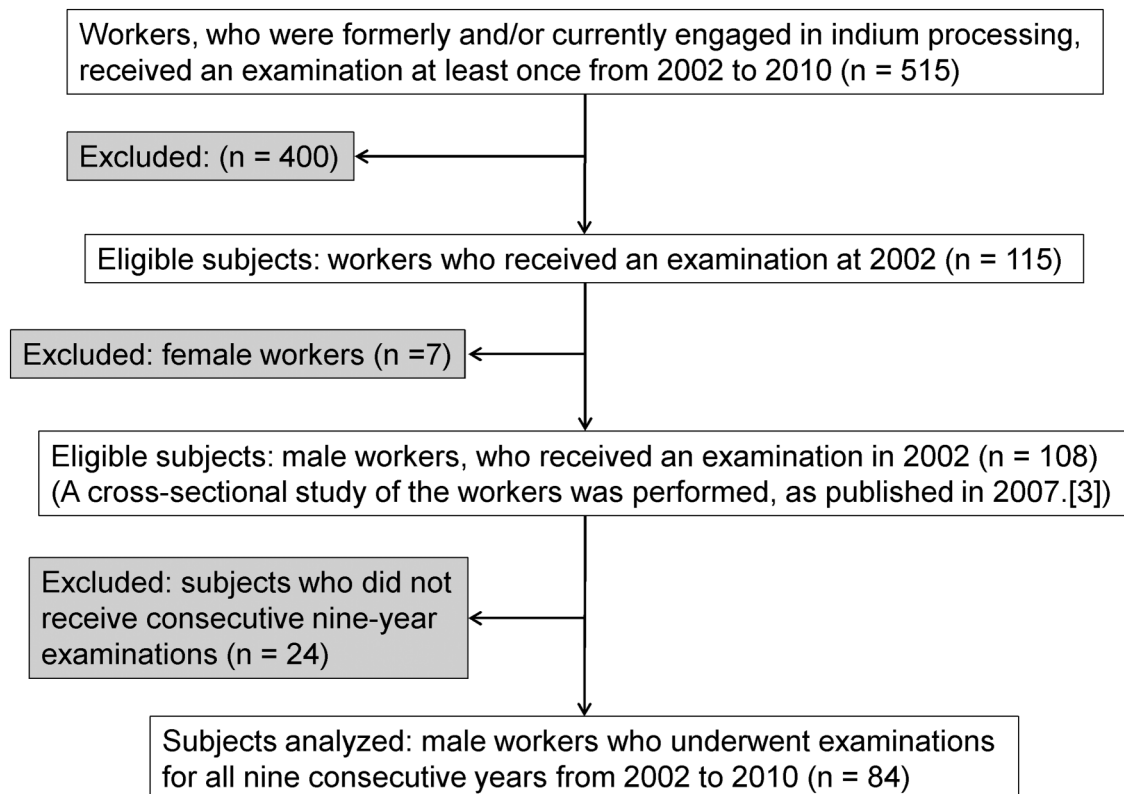 Workers, who were formerly and/or currently engaged in indium processing,
received an examination at least once from 2002 to 2010 (n = 515)
Excluded: (n = 400)
Eligible subjects: workers who received an examination at 2002 (n = 115)
Excluded: female workers (n =7)
Eligible subjects: male workers, who received an examination in 2002 (n = 108)
(A cross-sectional study of the workers was performed, as published in 2007.[3])
Excluded: subjects who did not
receive consecutive nine-year
examinations (n = 24)
Subjects analyzed: male workers who underwent examinations
for all nine consecutive years from 2002 to 2010 (n = 84)